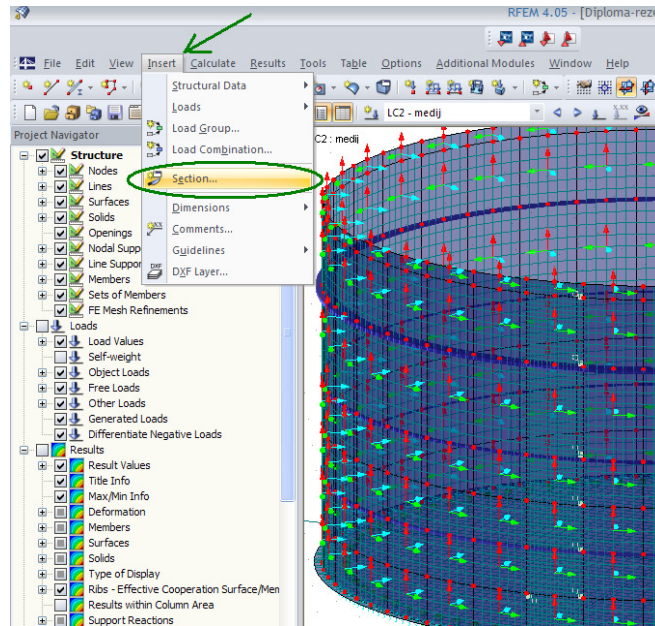 RFEM 4.05 - [Diploma-reze
File Edit View Insert Calculate Results Tools Table Options Additional Modules Window Help
LC2 - medij
x.xx
Project Navigator
Structure
Nodes
Lines
Surfaces
Solids
Openings
Nodal Supp
Line Suppor
Members
Sets of Members
FE Mesh Refinements
Loads
Load Values
Self-weight
Object Loads
Free Loads
Other Loads
Generated Loads
Differentiate Negative Loads
Results
Result Values
Title Info
Max/Min Info
Deformation
Members
Surfaces
Solids
Type of Display
Ribs - Effective Cooperation Surface/Mem
Results within Column Area
Support Reactions
Structural Data
Loads
Load Group...
Load Combination...
Section...
Dimensions
Comments...
Guidelines
DXF Layer...
DXF
LC2 : medij